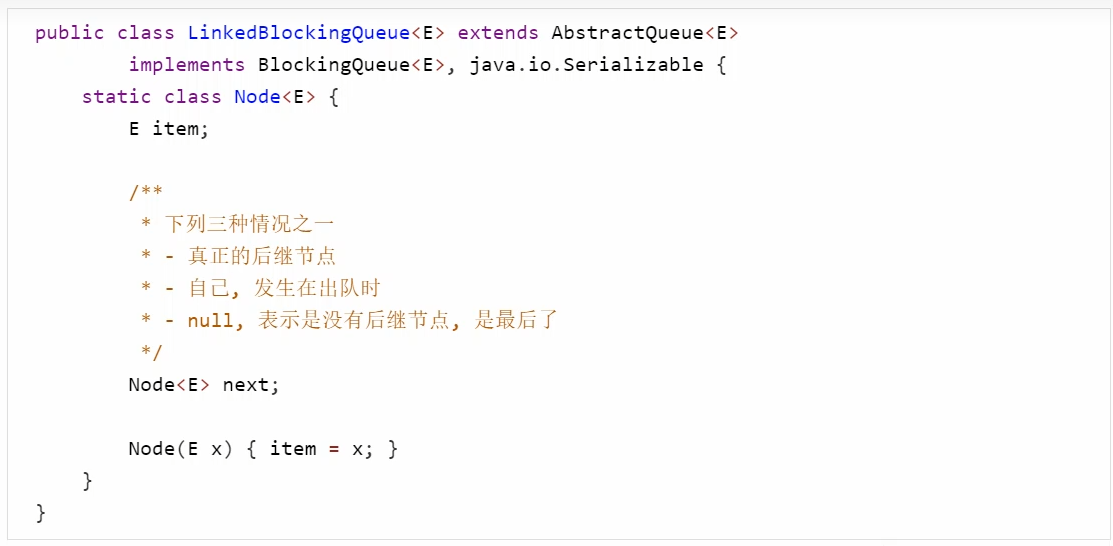 public class LinkedBlockingQueue<E> extends AbstractQueue<E>
        implements BlockingQueue<E>, java.io.Serializable {
    static class Node<E> {
        E item;

        /**
         * 下列三种情况之一
         * - 真正的后继节点
         * - 自己, 发生在出队时
         * - null, 表示是没有后继节点, 是最后了
         */
        Node<E> next;

        Node(E x) { item = x; }
    }
}